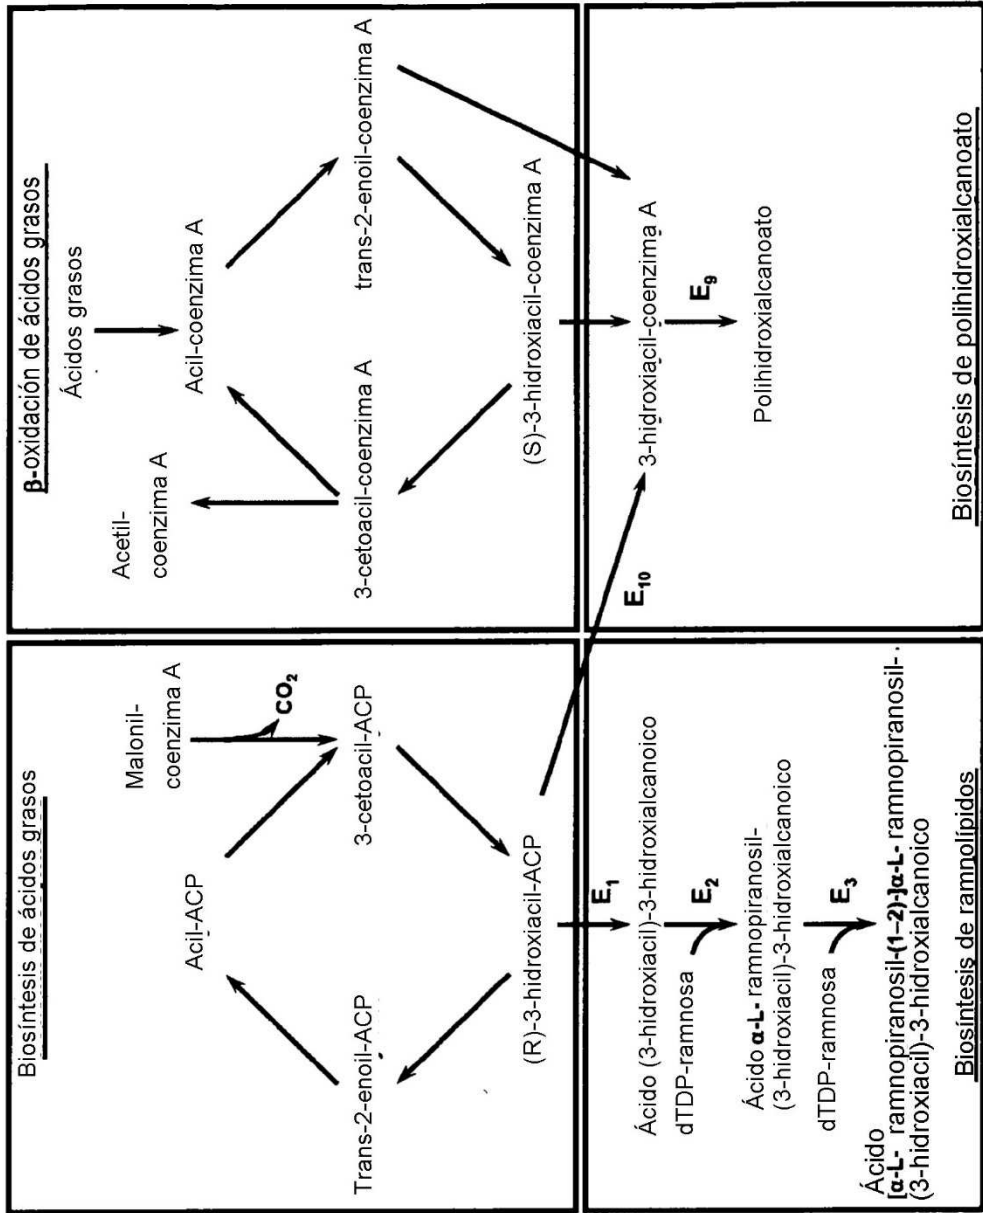 Biosíntesis de ácidos grasos
Malonil-
coenzima A
CO2
Acil-ACP
3-cetoacil-ACP
Trans-2-enoil-ACP
(R)-3-hidroxiacil-ACP
β-oxidación de ácidos grasos
Ácidos grasos
Acetil-
coenzima A
Acil-coenzima A
3-cetoacil-coenzima A
trans-2-enoil-coenzima A
(S)-3-hidroxiacil-coenzima A
E1
Ácido (3-hidroxiacil)-3-hidroxialcanoico
dTDP-ramnosa
E2
Ácido α-L- ramnopiranosil-
(3-hidroxiacil)-3-hidroxialcanoico
dTDP-ramnosa
E3
Ácido
[α-L- ramnopiranosil-(1–2)-]α-L- ramnopiranosil-
(3-hidroxiacil)-3-hidroxialcanoico
Biosíntesis de ramnolípidos
E10
3-hidroxiacil-coenzima A
E9
Polihidroxialcanoato
Biosíntesis de polihidroxialcanoato